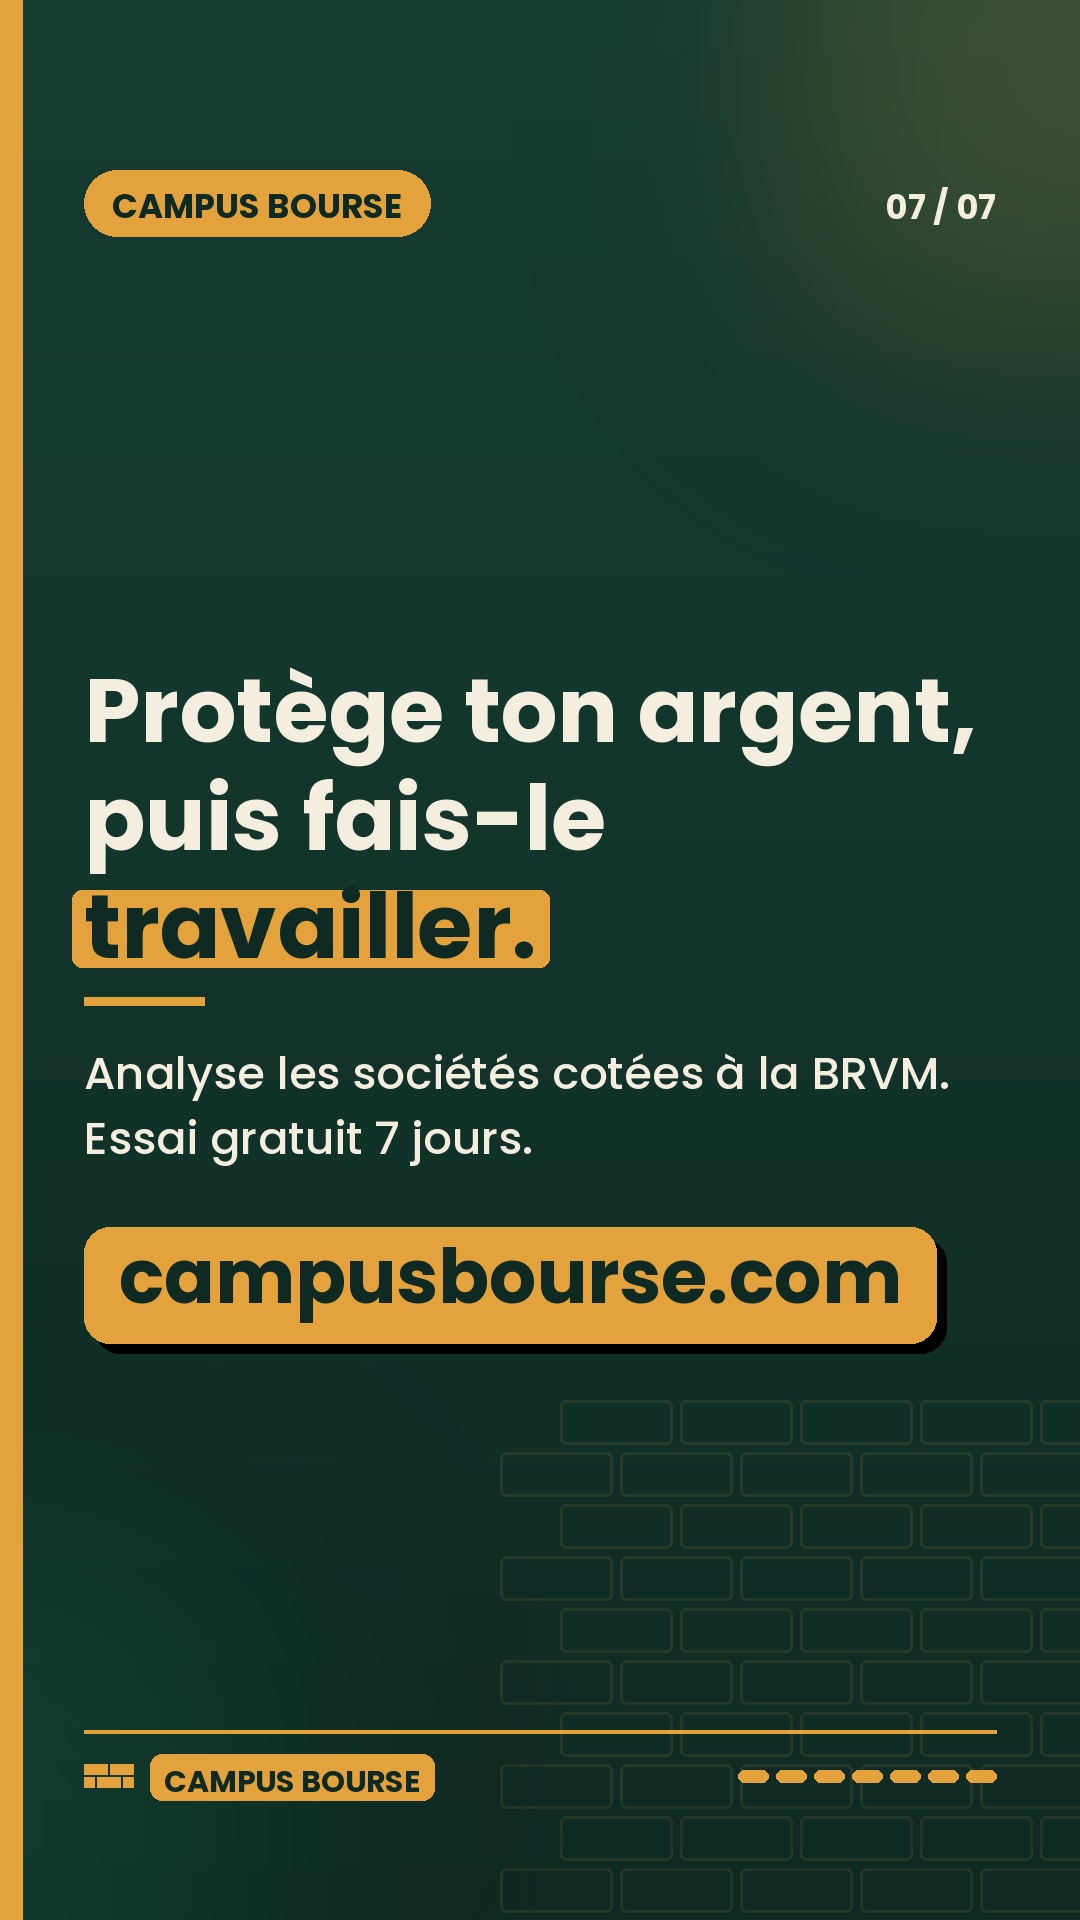 CAMPUS BOURSE
07 / 07
Protège ton argent,
puis fais-le
travailler.
Analyse les sociétés cotées à la BRVM.
Essai gratuit 7 jours.
campusbourse.com
CAMPUS BOURSE